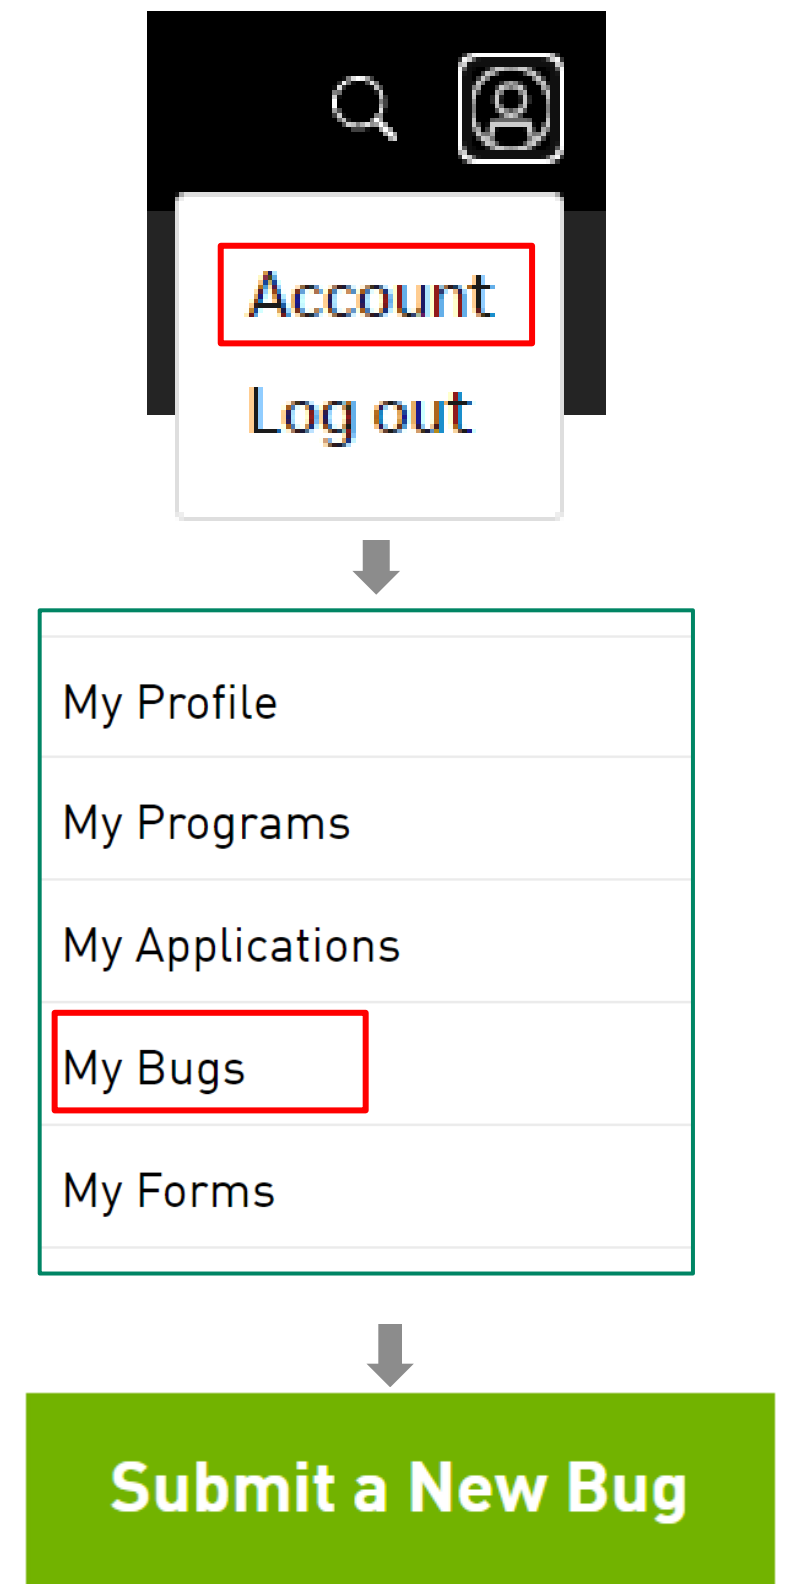 Account
Log out
My Profile
My Programs
My Applications
My Bugs
My Forms
Submit a New Bug